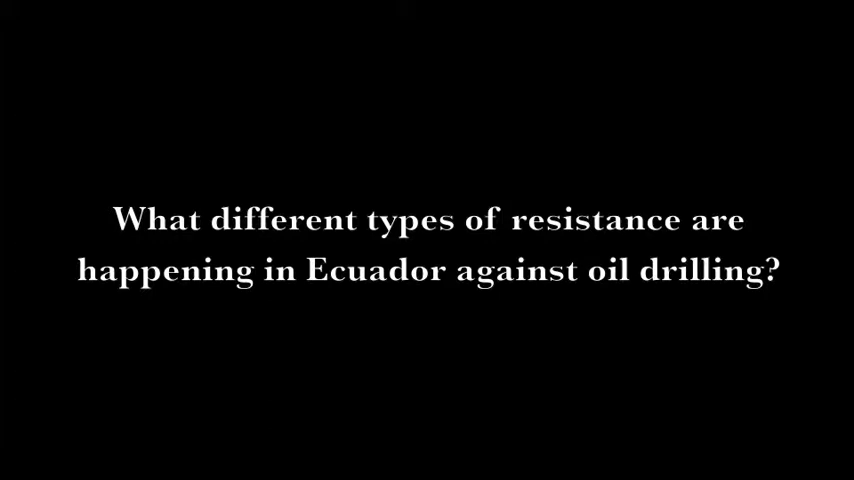 What different types of resistance are
happening in Ecuador against oil drilling?